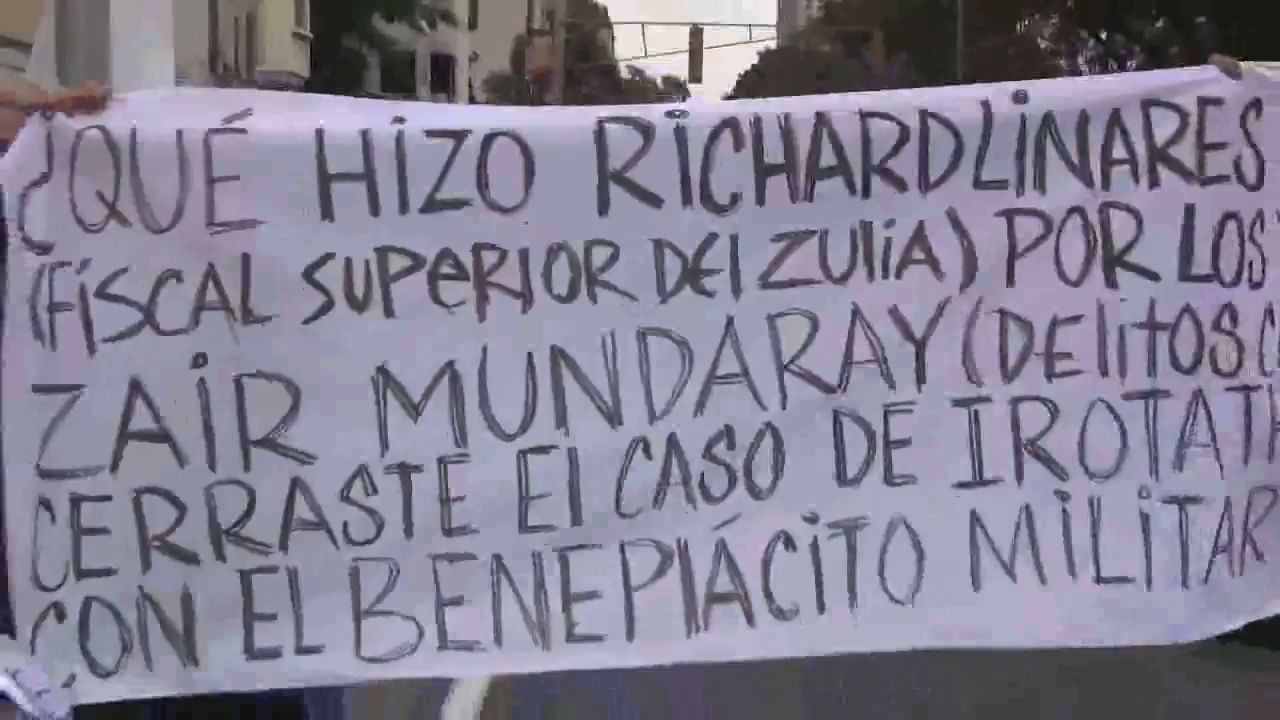 ¿QUÉ HIZO RICHARD LINARES
(FISCAL SUPERIOR DEL ZULIA) POR LOS
ZAIR MUNDARAY (DELITOS C
CERRASTE EL CASO DE IROTAT
CON EL BENEPLÁCITO MILITAR